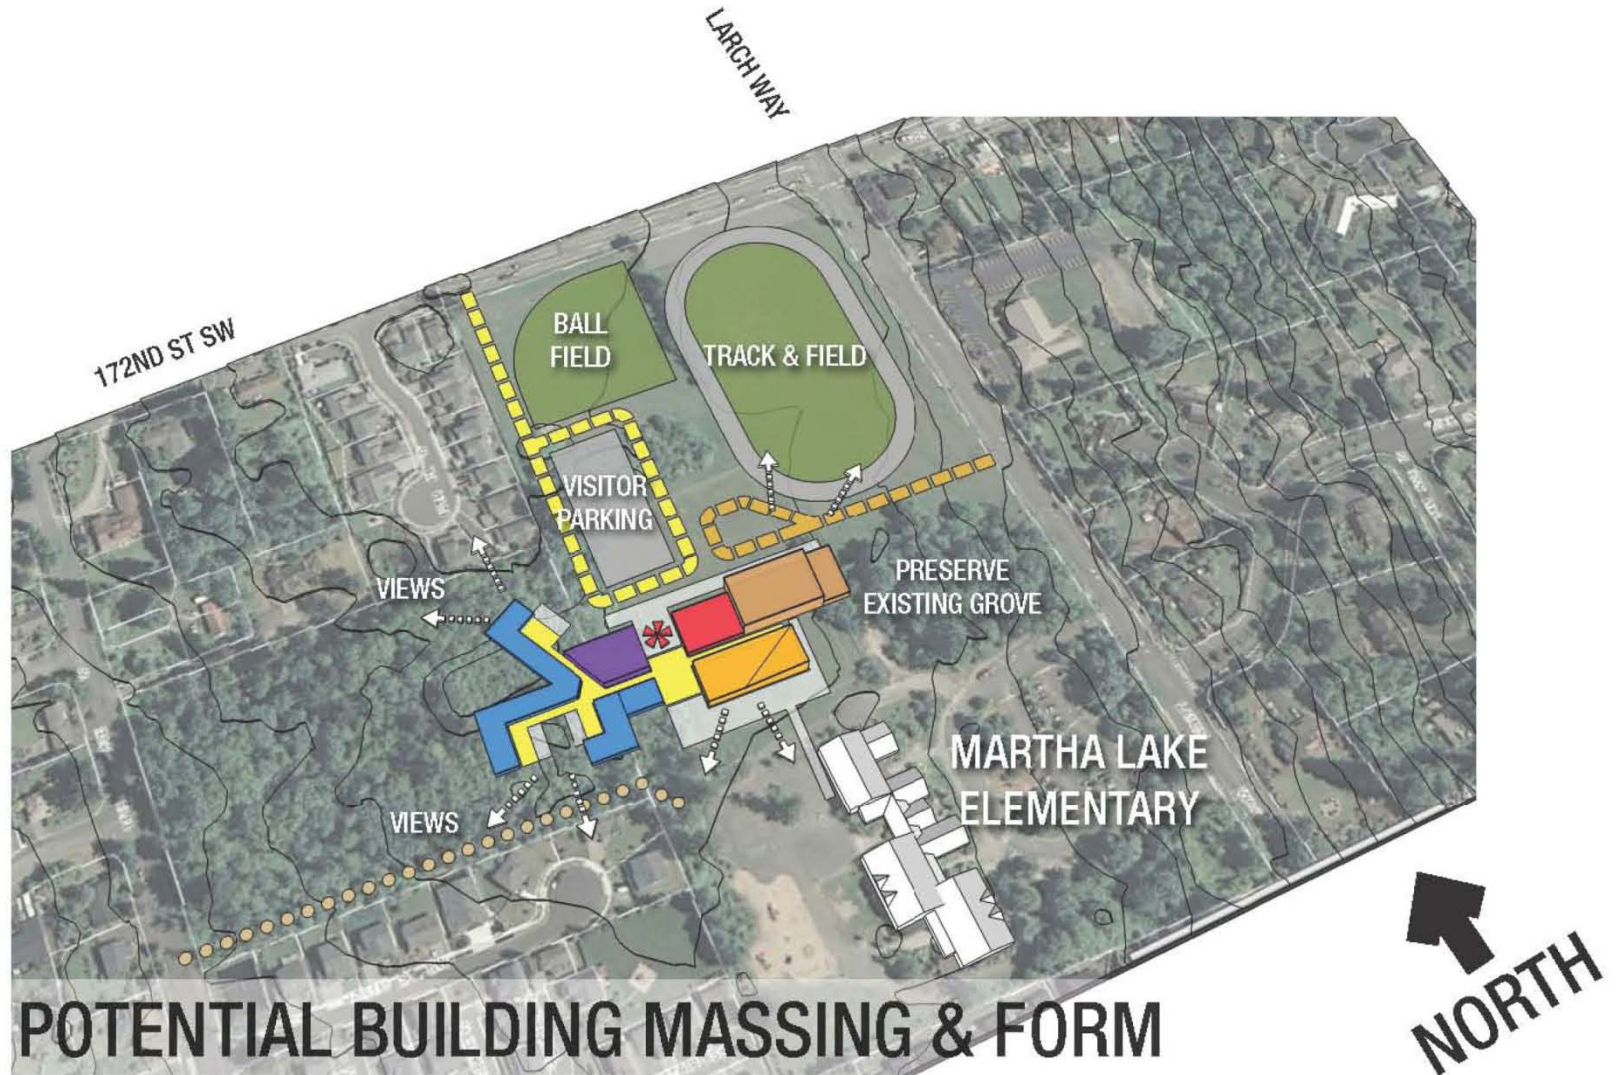 LARCH WAY
172ND ST SW
BALL
FIELD
TRACK & FIELD
VISITOR
PARKING
VIEWS
PRESERVE
EXISTING GROVE
MARTHA LAKE
ELEMENTARY
VIEWS
POTENTIAL BUILDING MASSING & FORM
NORTH